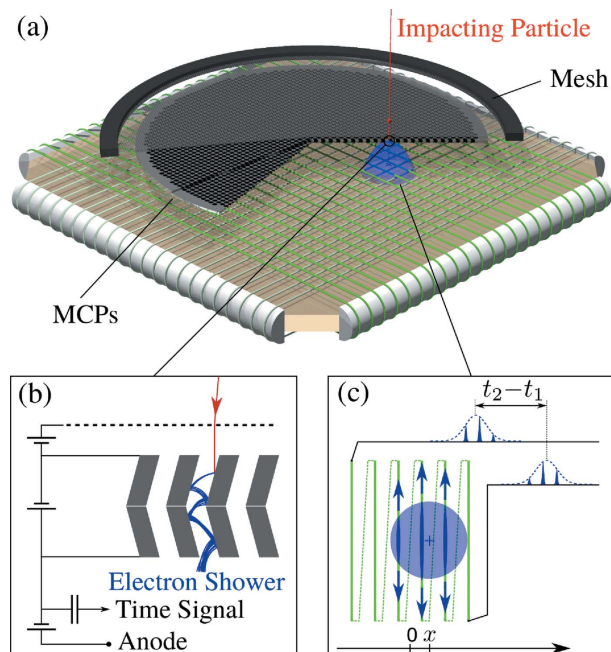 (a)
Impacting Particle
Mesh
MCPs
(b)
Electron Shower
Time Signal
Anode
(c)
t₂−t₁
0 x